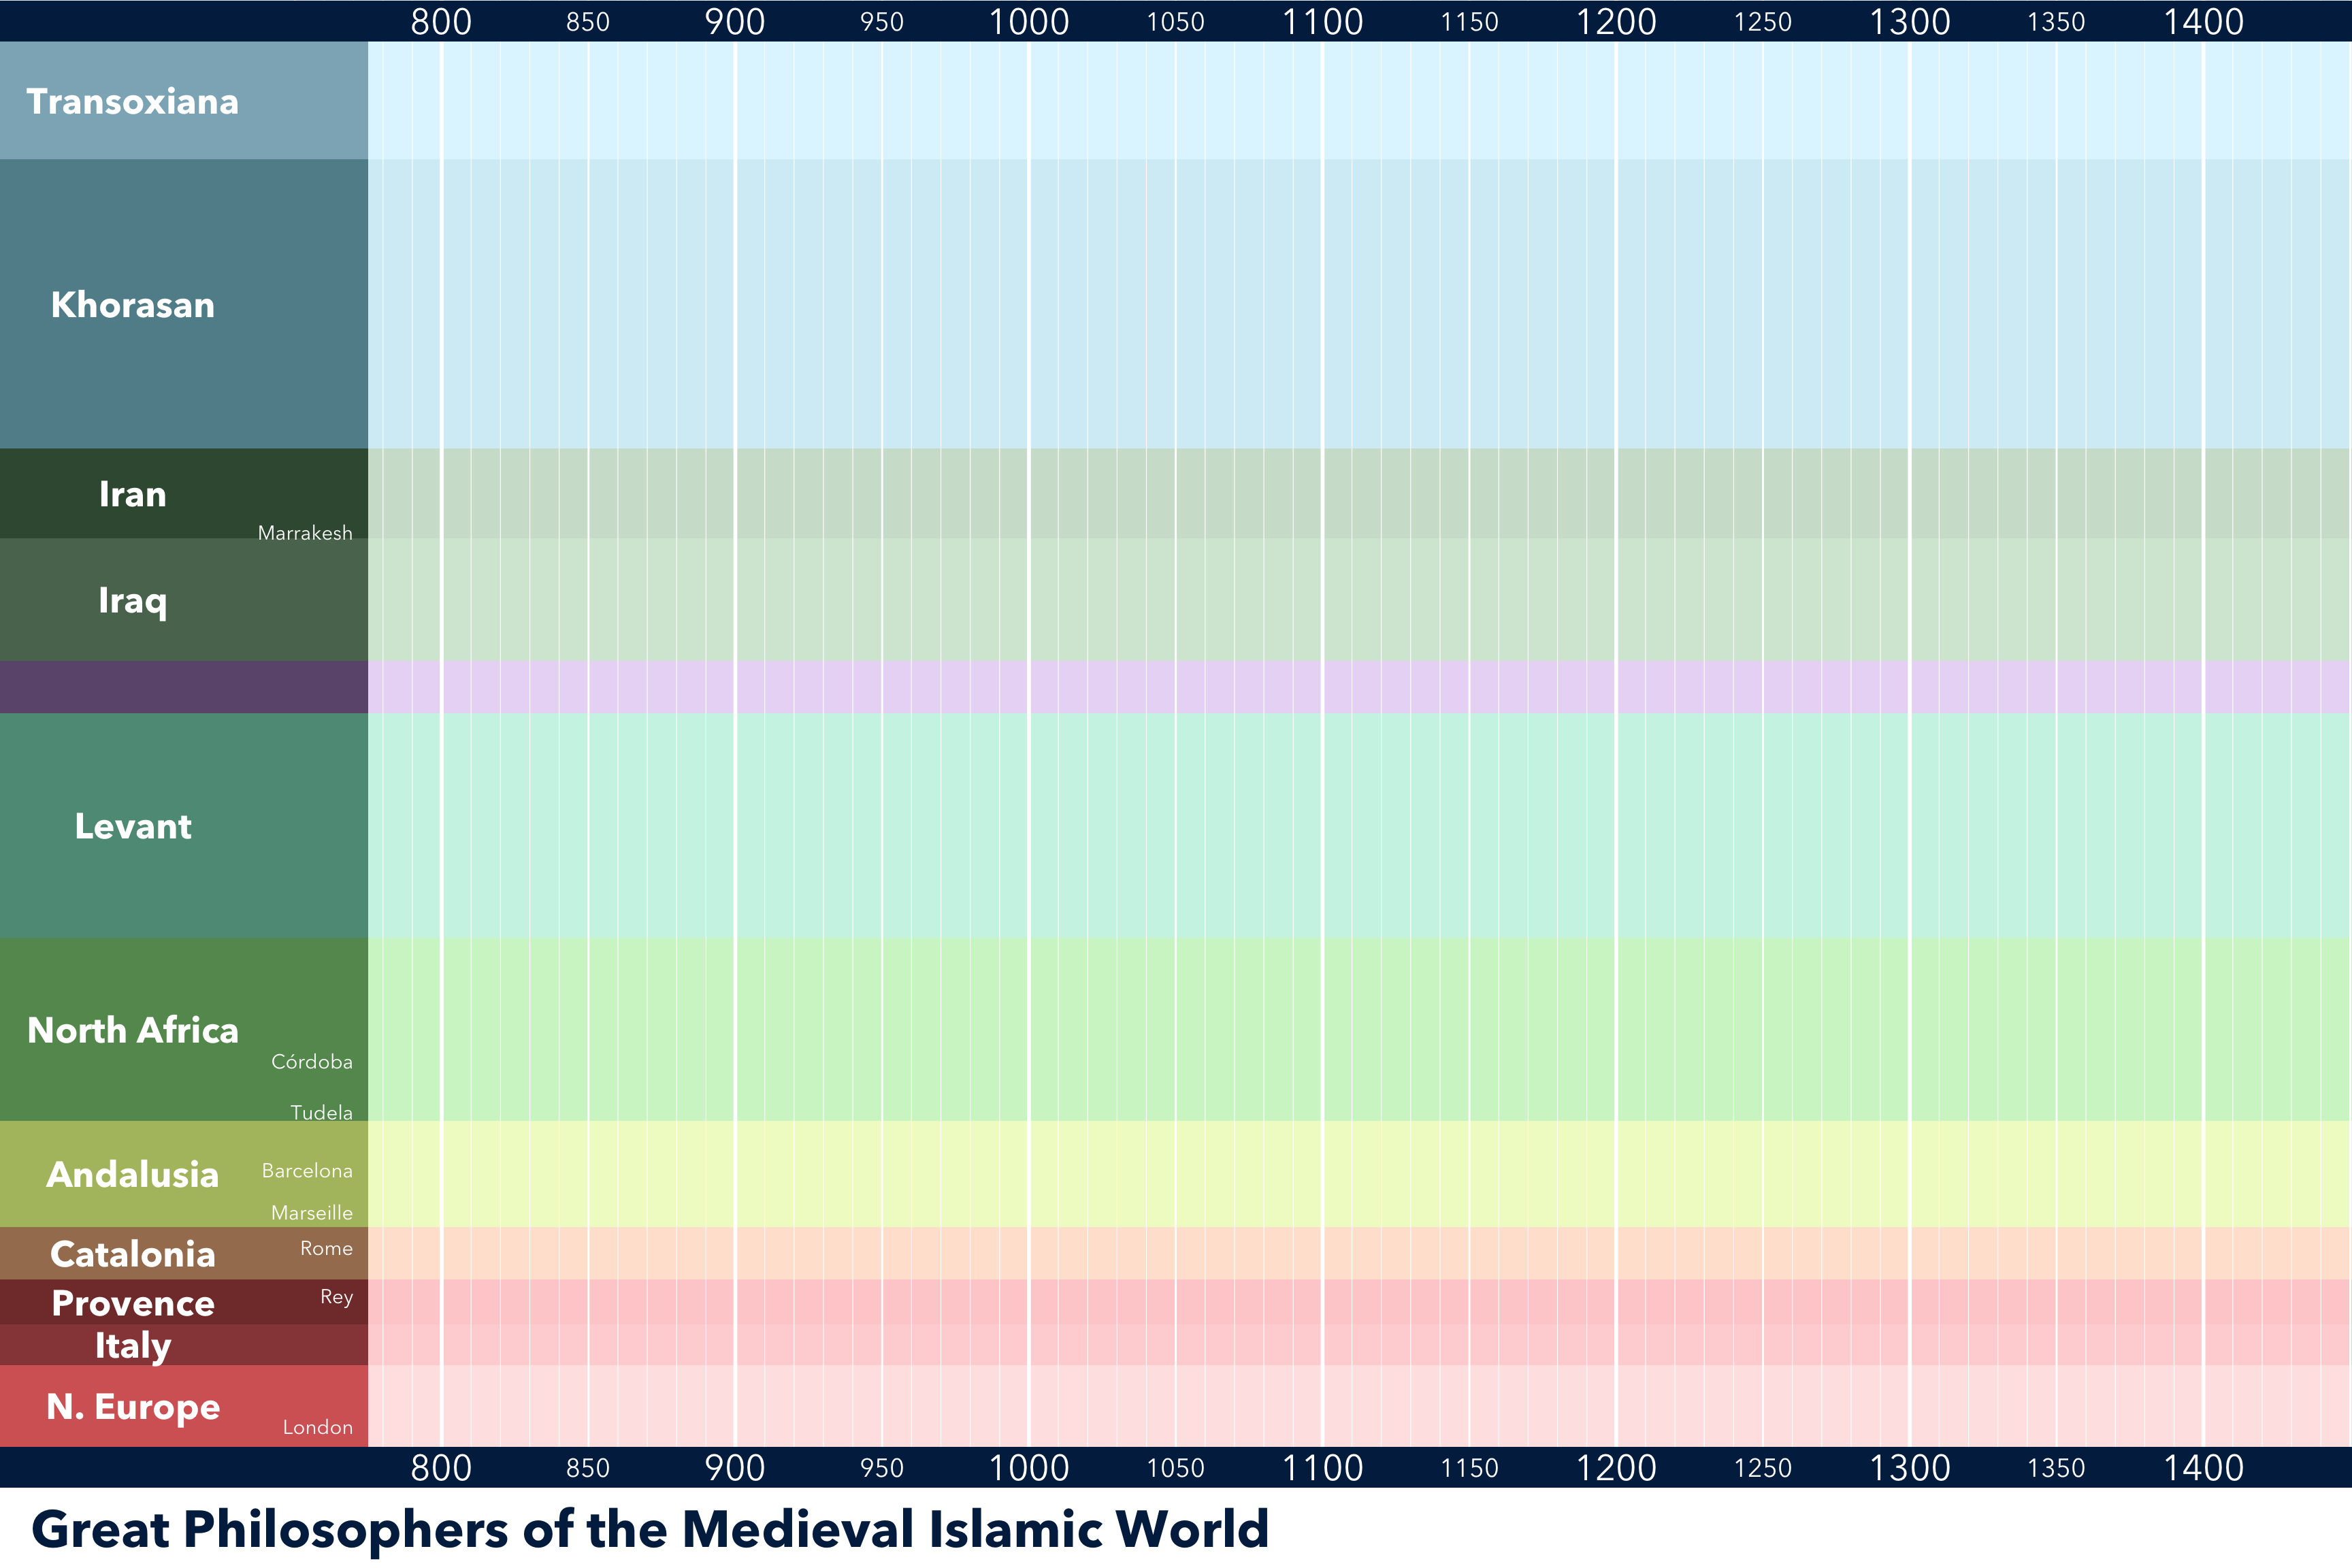 800 850 900 950 1000 1050 1100 1150 1200 1250 1300 1350 1400
Transoxiana
Khorasan
Iran
Marrakesh
Iraq
Levant
North Africa
Córdoba
Tudela
Andalusia
Barcelona
Marseille
Catalonia
Rome
Provence
Rey
Italy
N. Europe
London
800 850 900 950 1000 1050 1100 1150 1200 1250 1300 1350 1400
Great Philosophers of the Medieval Islamic World